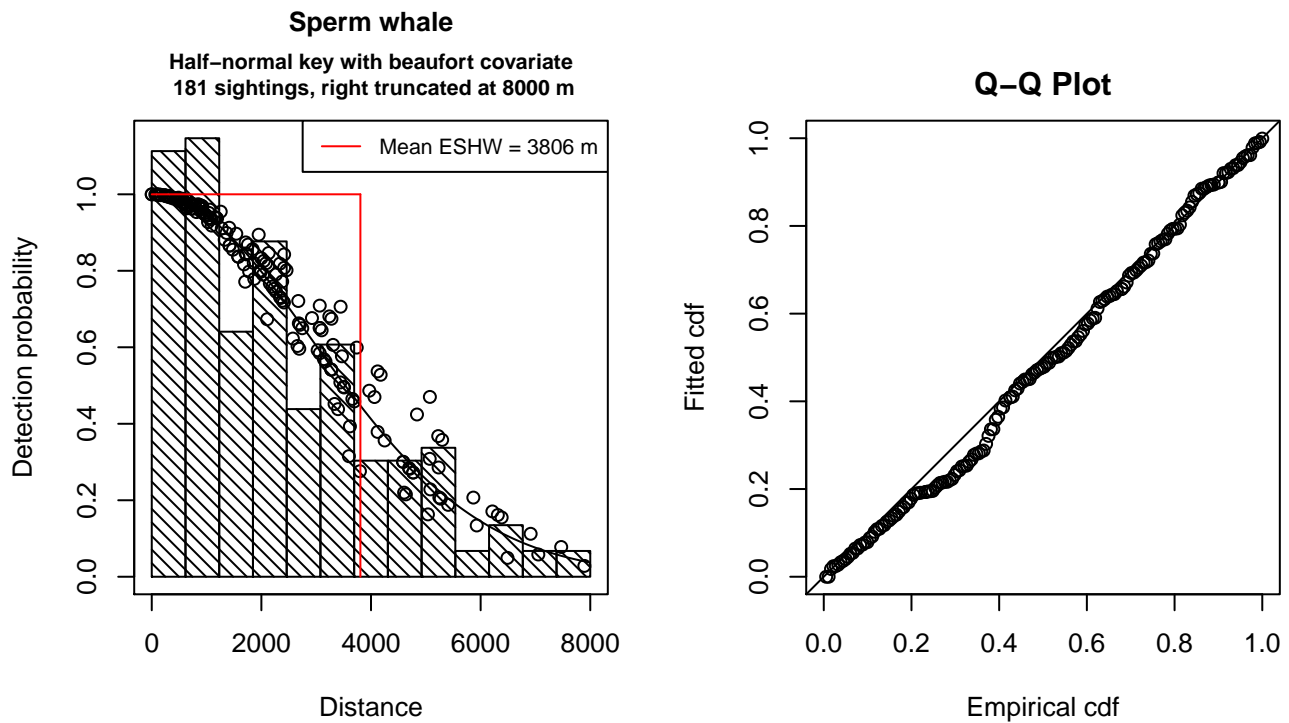 Sperm whale
Half−normal key with beaufort covariate
181 sightings, right truncated at 8000 m
Mean ESHW = 3806 m
Detection probability
1.0
0.8
0.6
0.4
0.2
0.0
0 2000 4000 6000 8000
Distance
Q−Q Plot
Fitted cdf
1.0
0.8
0.6
0.4
0.2
0.0
0.0 0.2 0.4 0.6 0.8 1.0
Empirical cdf